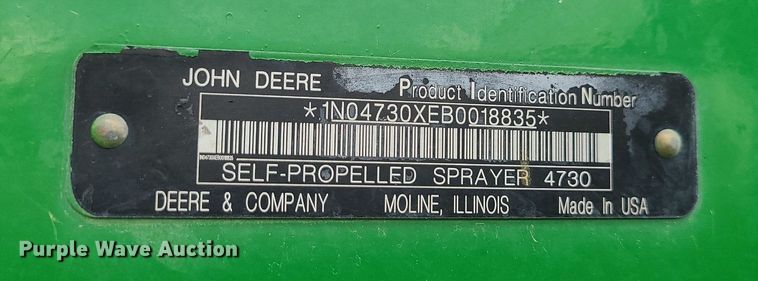 JOHN DEERE Product Identification Number
*1N04730XEB0018835*
1N04730XEB0018835
SELF-PROPELLED SPRAYER 4730
DEERE & COMPANY MOLINE, ILLINOIS Made In USA
Purple Wave Auction